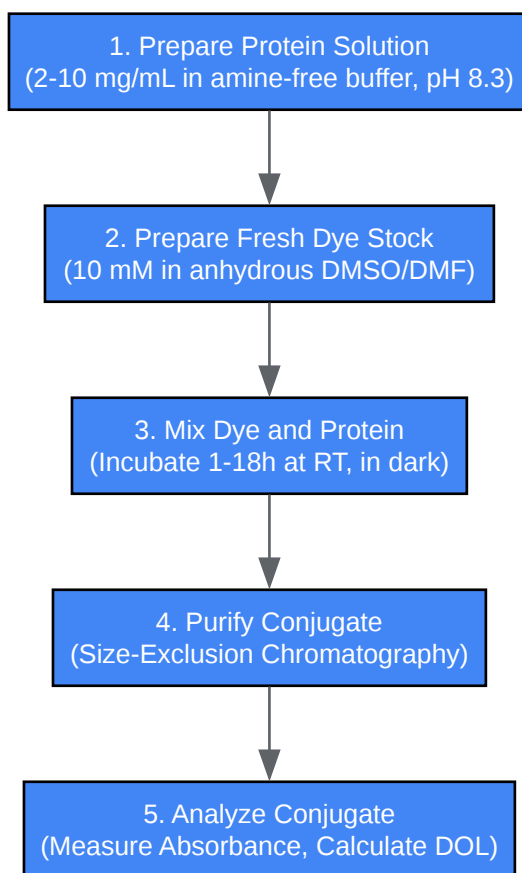 1. Prepare Protein Solution
(2-10 mg/mL in amine-free buffer, pH 8.3)
2. Prepare Fresh Dye Stock
(10 mM in anhydrous DMSO/DMF)
3. Mix Dye and Protein
(Incubate 1-18h at RT, in dark)
4. Purify Conjugate
(Size-Exclusion Chromatography)
5. Analyze Conjugate
(Measure Absorbance, Calculate DOL)